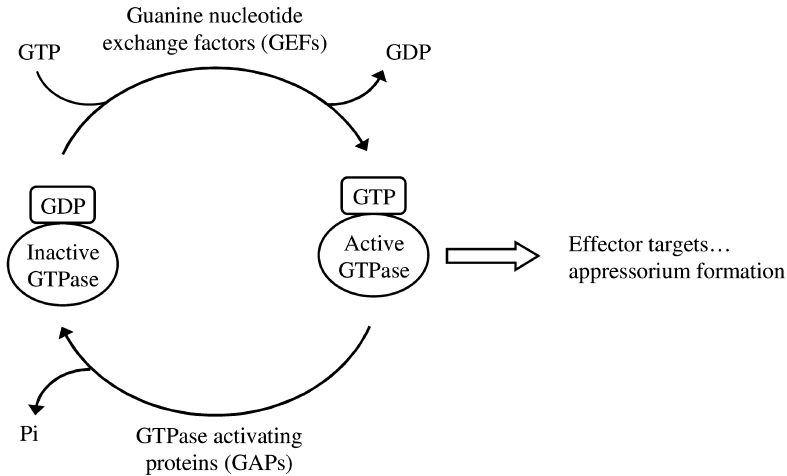 Guanine nucleotide
exchange factors (GEFs)
GTP
GDP
GDP
Inactive
GTPase
GTP
Active
GTPase
Effector targets…
appressorium formation
Pi
GTPase activating
proteins (GAPs)